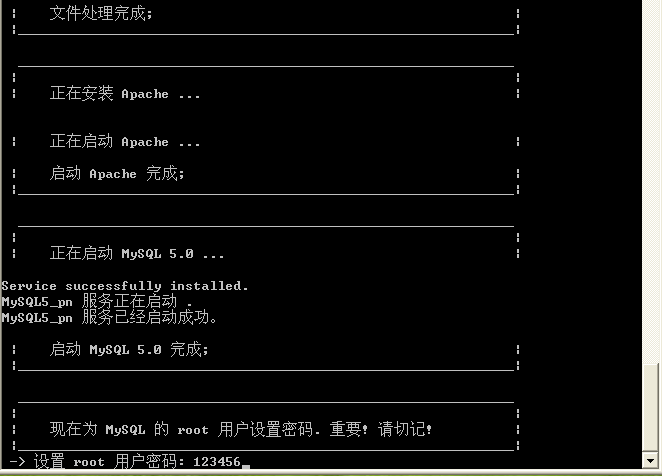 文件处理完成;
正在安装 Apache ...
正在启动 Apache ...
启动 Apache 完成;
正在启动 MySQL 5.0 ...
Service successfully installed.
MySQL5_pn 服务正在启动 .
MySQL5_pn 服务已经启动成功。
启动 MySQL 5.0 完成;
现在为 MySQL 的 root 用户设置密码. 重要! 请切记!
-> 设置 root 用户密码: 123456